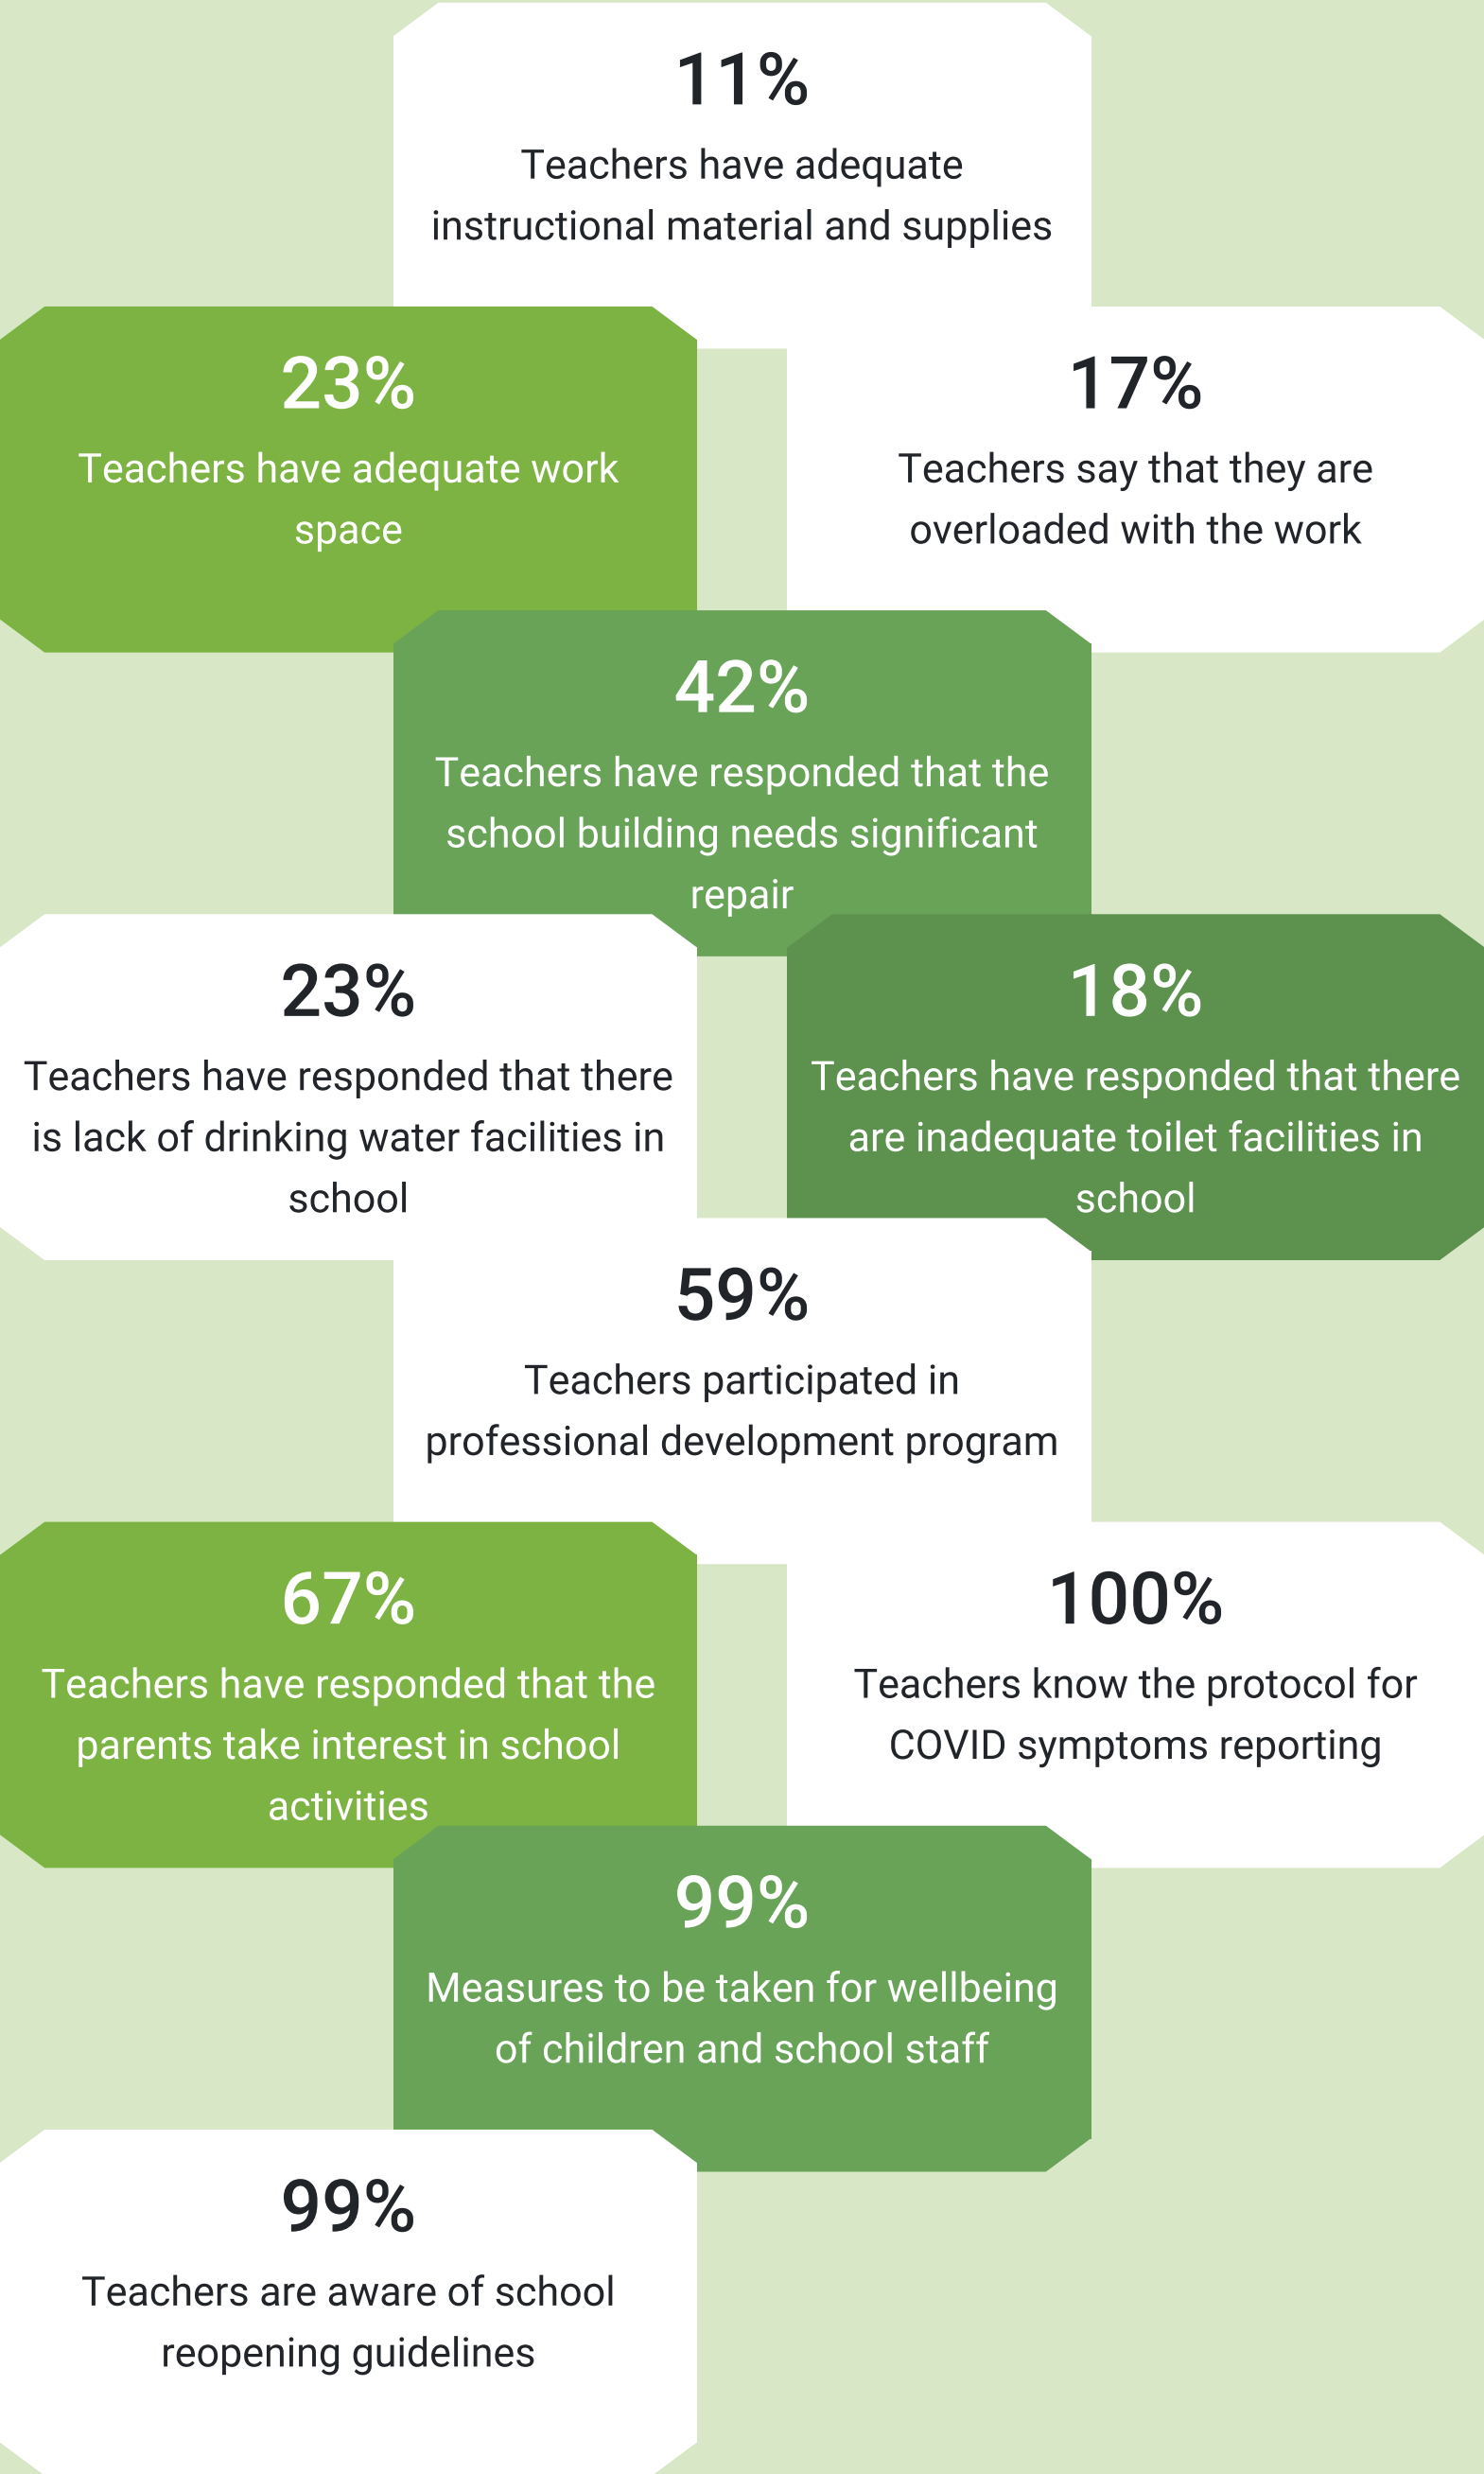 11%
Teachers have adequate
instructional material and supplies
23%
Teachers have adequate work
space
17%
Teachers say that they are
overloaded with the work
42%
Teachers have responded that the
school building needs significant
repair
23%
Teachers have responded that there
is lack of drinking water facilities in
school
18%
Teachers have responded that there
are inadequate toilet facilities in
school
59%
Teachers participated in
professional development program
67%
Teachers have responded that the
parents take interest in school
activities
100%
Teachers know the protocol for
COVID symptoms reporting
99%
Measures to be taken for wellbeing
of children and school staff
99%
Teachers are aware of school
reopening guidelines